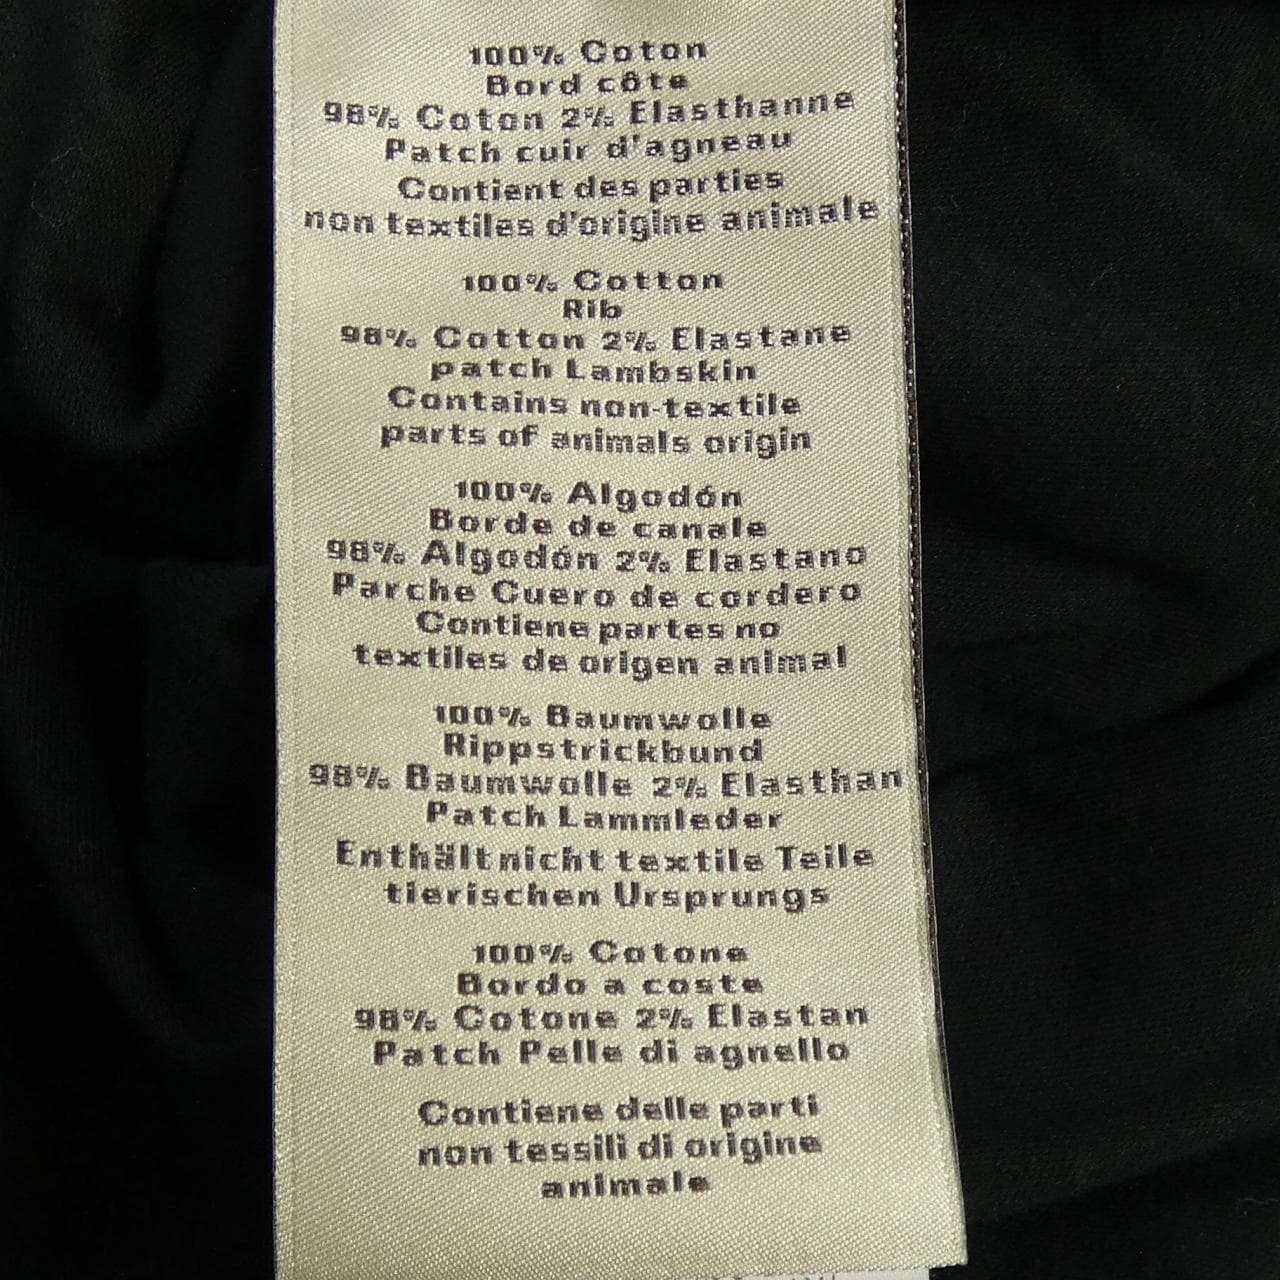 100% Coton
Bord côte
98% Coton 2% Elasthanne
Patch cuir d'agneau
Contient des parties
non textiles d'origine animale
100% Cotton
Rib
98% Cotton 2% Elastane
patch Lambskin
Contains non-textile
parts of animals origin
100% Algodón
Borde de canale
98% Algodón 2% Elastano
Parche Cuero de cordero
Contiene partes no
textiles de origen animal
100% Baumwolle
Rippstrickbund
98% Baumwolle 2% Elasthan
Patch Lammleder
Enthält nicht textile Teile
tierischen Ursprungs
100% Cotone
Bordo a coste
98% Cotone 2% Elastan
Patch Pelle di agnello
Contiene delle parti
non tessili di origine
animale